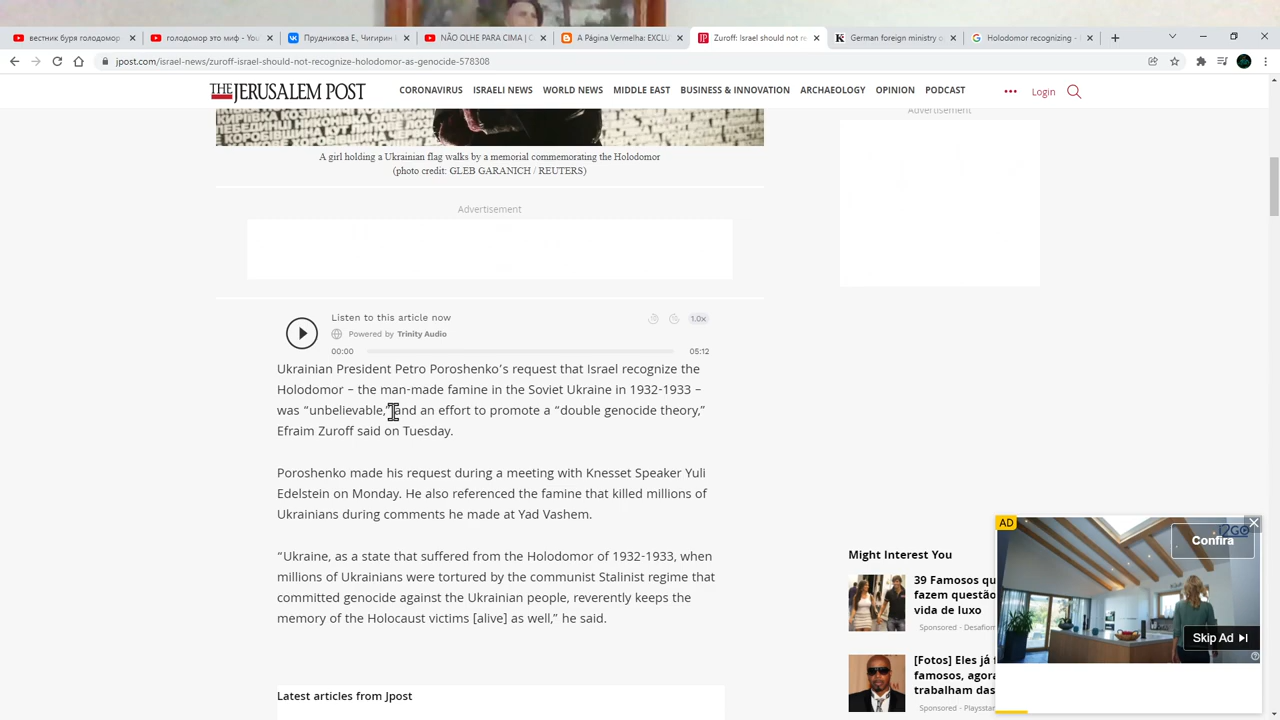 вестник буря голодомор
голодомор это миф - You
Прудникова Е., Чигирин
NÃO OLHE PARA CIMA | C
A Página Vermelha: EXCLU
Zuroff: Israel should not re
German foreign ministry o
Holodomor recognizing -
jpost.com/israel-news/zuroff-israel-should-not-recognize-holodomor-as-genocide-578308
THE JERUSALEM POST
CORONAVIRUS ISRAELI NEWS WORLD NEWS MIDDLE EAST BUSINESS & INNOVATION ARCHAEOLOGY OPINION PODCAST
Login
Advertisement
A girl holding a Ukrainian flag walks by a memorial commemorating the Holodomor
(photo credit: GLEB GARANICH / REUTERS)
Advertisement
Listen to this article now
Powered by Trinity Audio
1.0x
00:00
05:12
Ukrainian President Petro Poroshenko’s request that Israel recognize the
Holodomor – the man-made famine in the Soviet Ukraine in 1932-1933 –
was “unbelievable,” and an effort to promote a “double genocide theory,”
Efraim Zuroff said on Tuesday.
Poroshenko made his request during a meeting with Knesset Speaker Yuli
Edelstein on Monday. He also referenced the famine that killed millions of
Ukrainians during comments he made at Yad Vashem.
“Ukraine, as a state that suffered from the Holodomor of 1932-1933, when
millions of Ukrainians were tortured by the communist Stalinist regime that
committed genocide against the Ukrainian people, reverently keeps the
memory of the Holocaust victims [alive] as well,” he said.
Latest articles from Jpost
Might Interest You
39 Famosos qu
fazem questão
vida de luxo
Sponsored - Desafiom
[Fotos] Eles já
famosos, agora
trabalham das
Sponsored - Playsstar
AD
Confira
Skip Ad